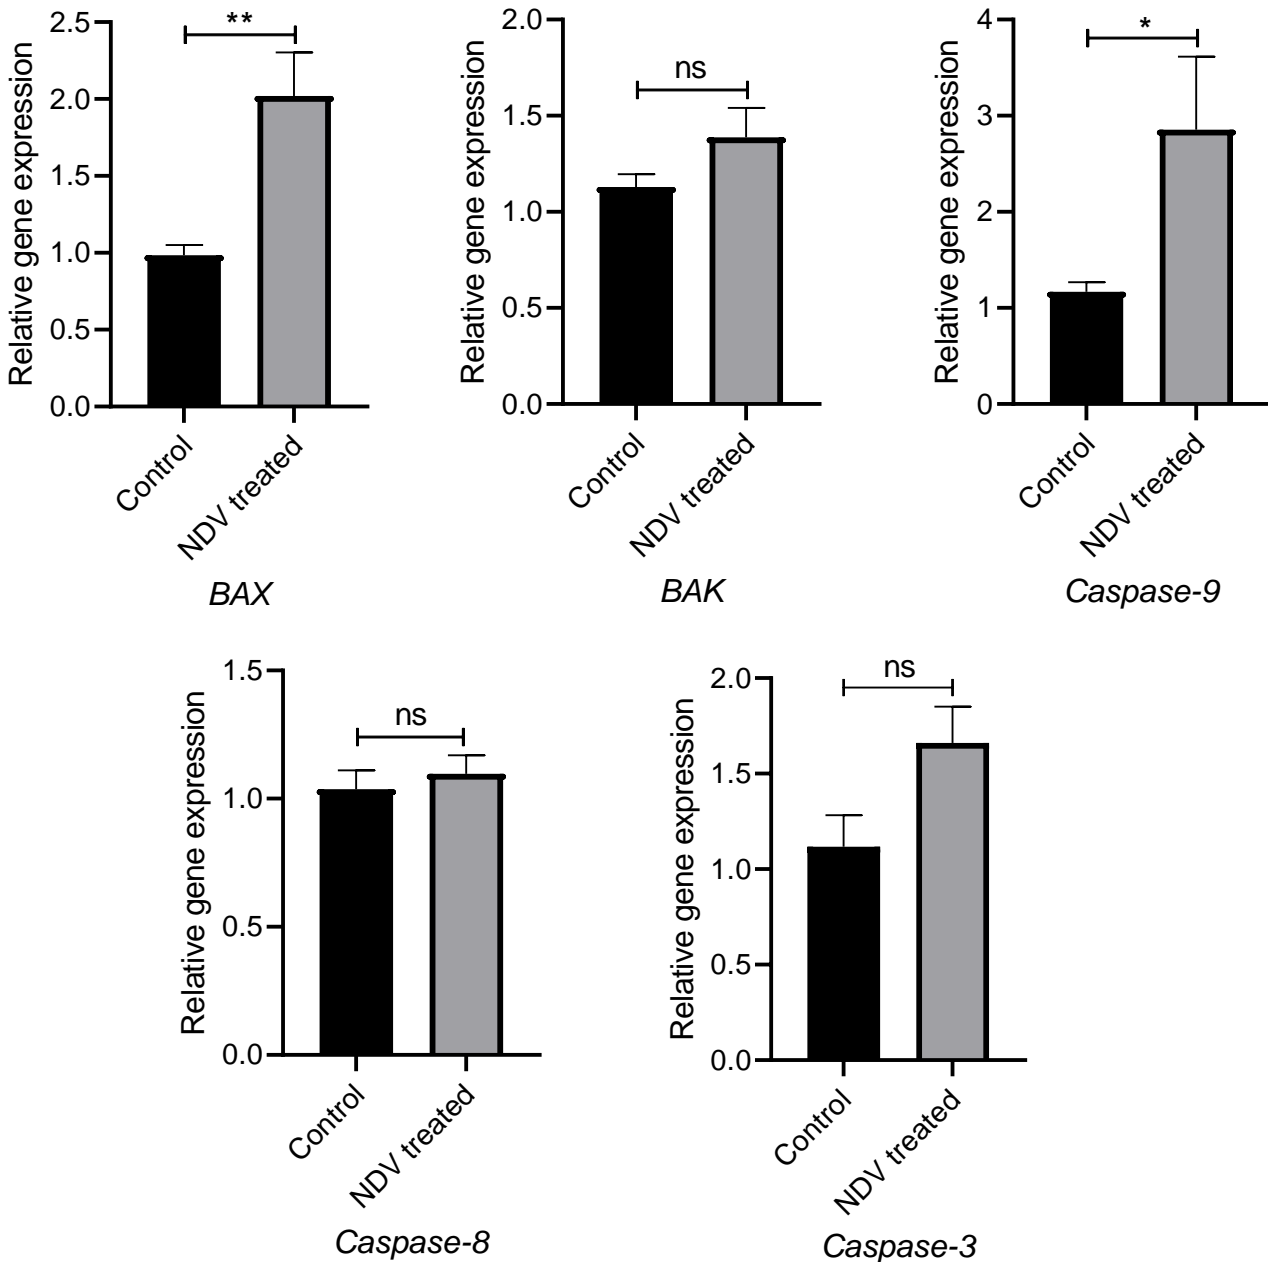 Relative gene expression
2.5
2.0
1.5
1.0
0.5
0.0
**
Control
NDV treated
BAX
Relative gene expression
2.0
1.5
1.0
0.5
0.0
ns
Control
NDV treated
BAK
Relative gene expression
4
3
2
1
0
*
Control
NDV treated
Caspase-9
Relative gene expression
1.5
1.0
0.5
0.0
ns
Control
NDV treated
Caspase-8
Relative gene expression
2.0
1.5
1.0
0.5
0.0
ns
Control
NDV treated
Caspase-3